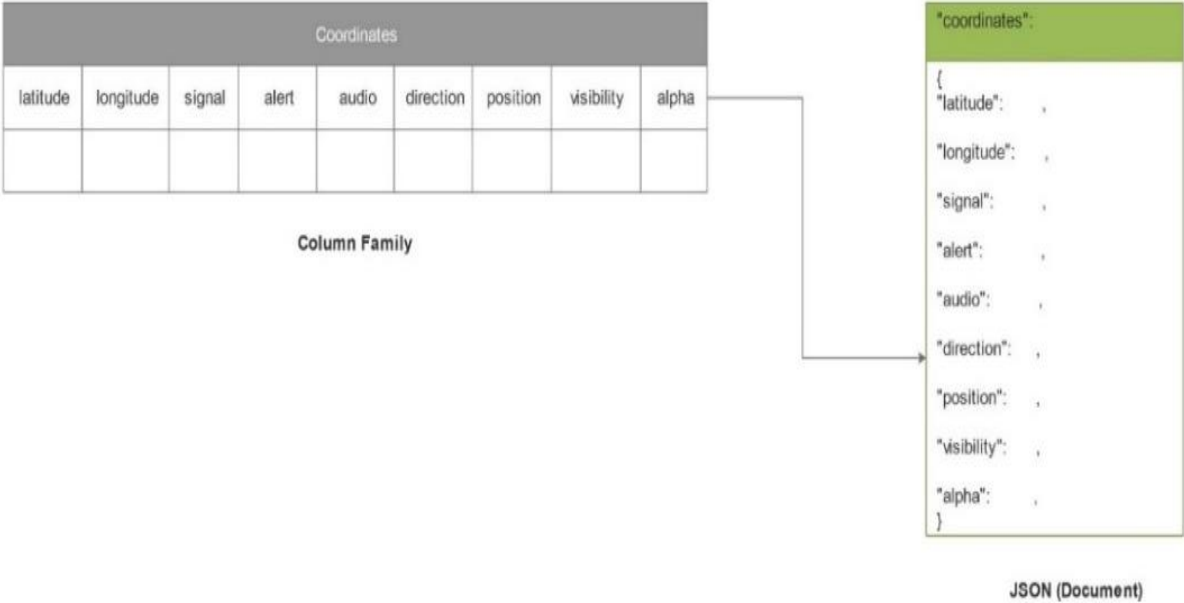 Coordinates
latitude longitude signal alert audio direction position visibility alpha
Column Family
"coordinates":
{
"latitude": ,
"longitude": ,
"signal": ,
"alert": ,
"audio": ,
"direction": ,
"position": ,
"visibility": ,
"alpha": ,
}
JSON (Document)